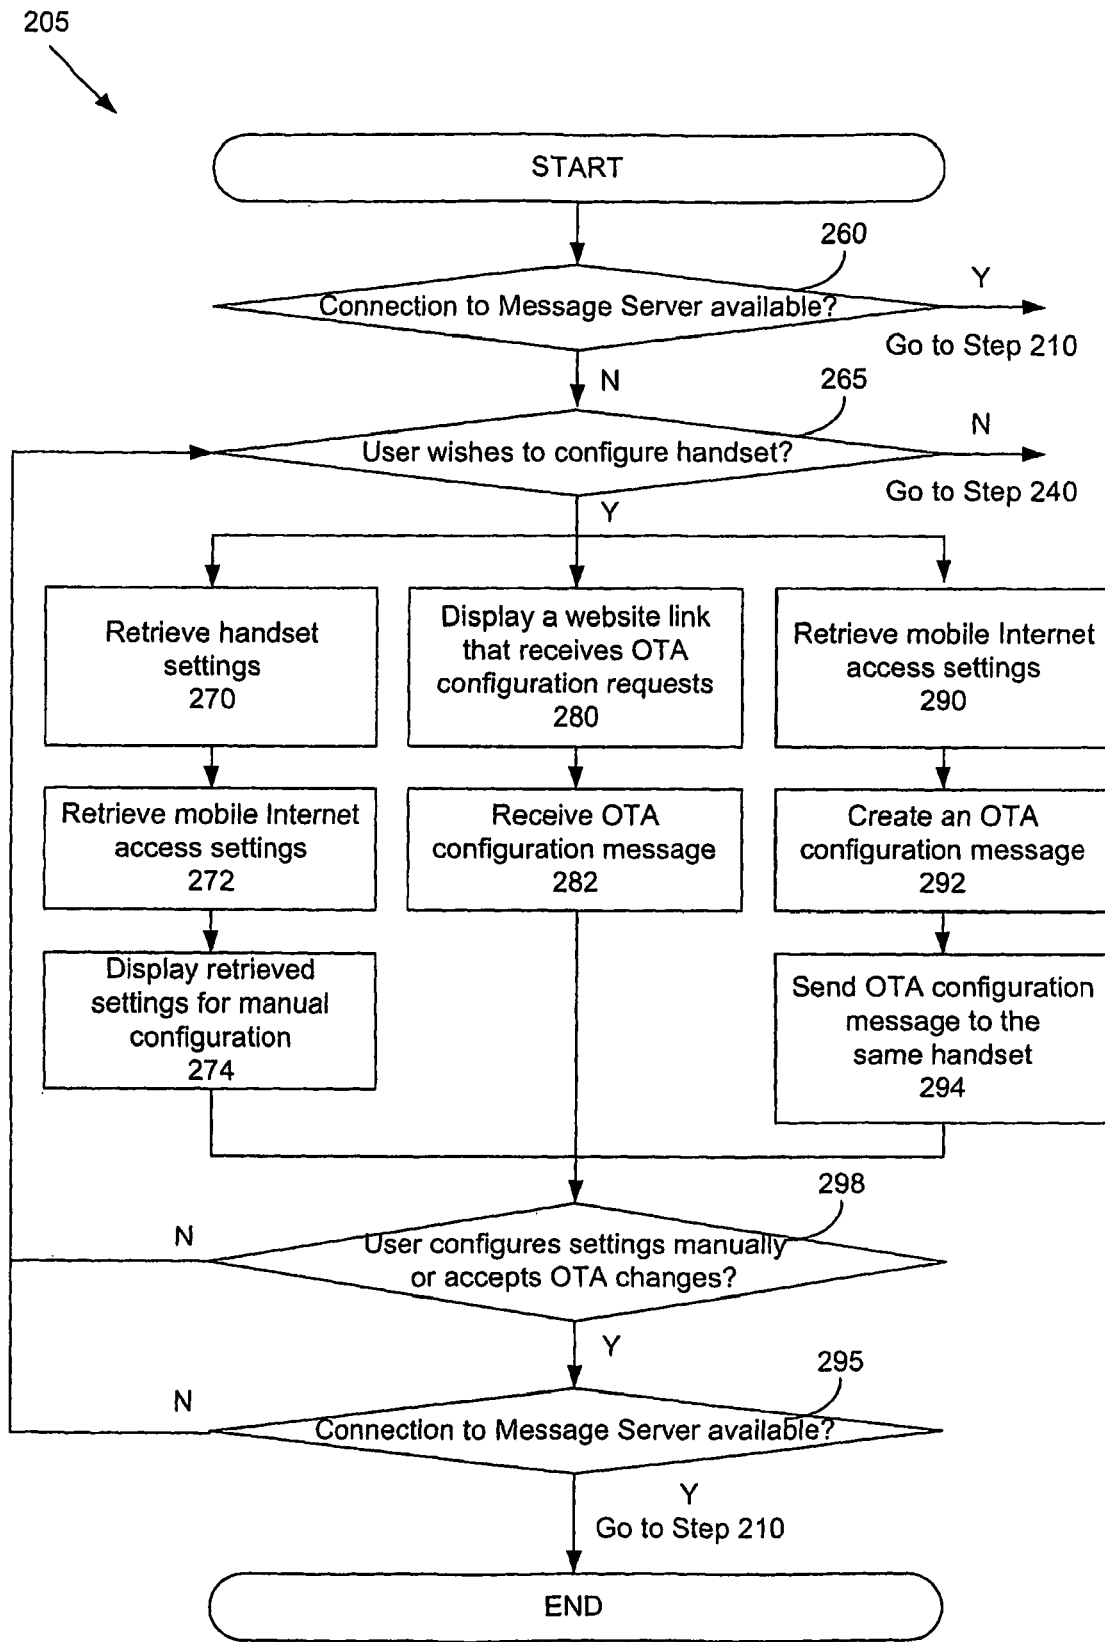 205
START
260
Connection to Message Server available?
Y
Go to Step 210
N
265
User wishes to configure handset?
N
Go to Step 240
Y
Retrieve handset
settings
270
Display a website link
that receives OTA
configuration requests
280
Retrieve mobile Internet
access settings
290
Retrieve mobile Internet
access settings
272
Receive OTA
configuration message
282
Create an OTA
configuration message
292
Display retrieved
settings for manual
configuration
274
Send OTA configuration
message to the
same handset
294
298
N
User configures settings manually
or accepts OTA changes?
Y
295
N
Connection to Message Server available?
Y
Go to Step 210
END